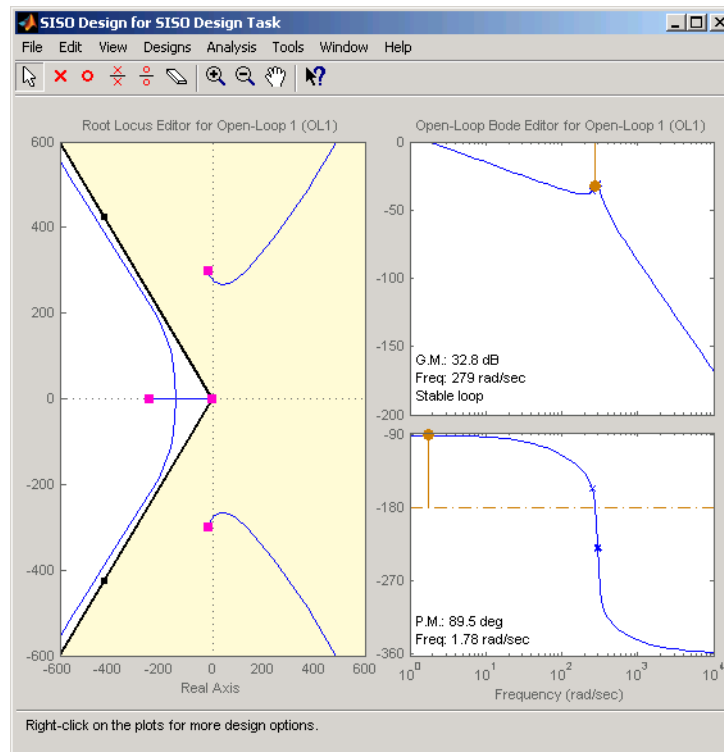 SISO Design for SISO Design Task
File Edit View Designs Analysis Tools Window Help
Root Locus Editor for Open-Loop 1 (OL1)
600
400
200
0
-200
-400
-600
-600 -400 -200 0 200 400 600
Real Axis
Open-Loop Bode Editor for Open-Loop 1 (OL1)
0
-50
-100
-150
-200
G.M.: 32.8 dB
Freq: 279 rad/sec
Stable loop
-90
-180
-270
-360
P.M.: 89.5 deg
Freq: 1.78 rad/sec
10^0 10^1 10^2 10^3 10^4
Frequency (rad/sec)
Right-click on the plots for more design options.